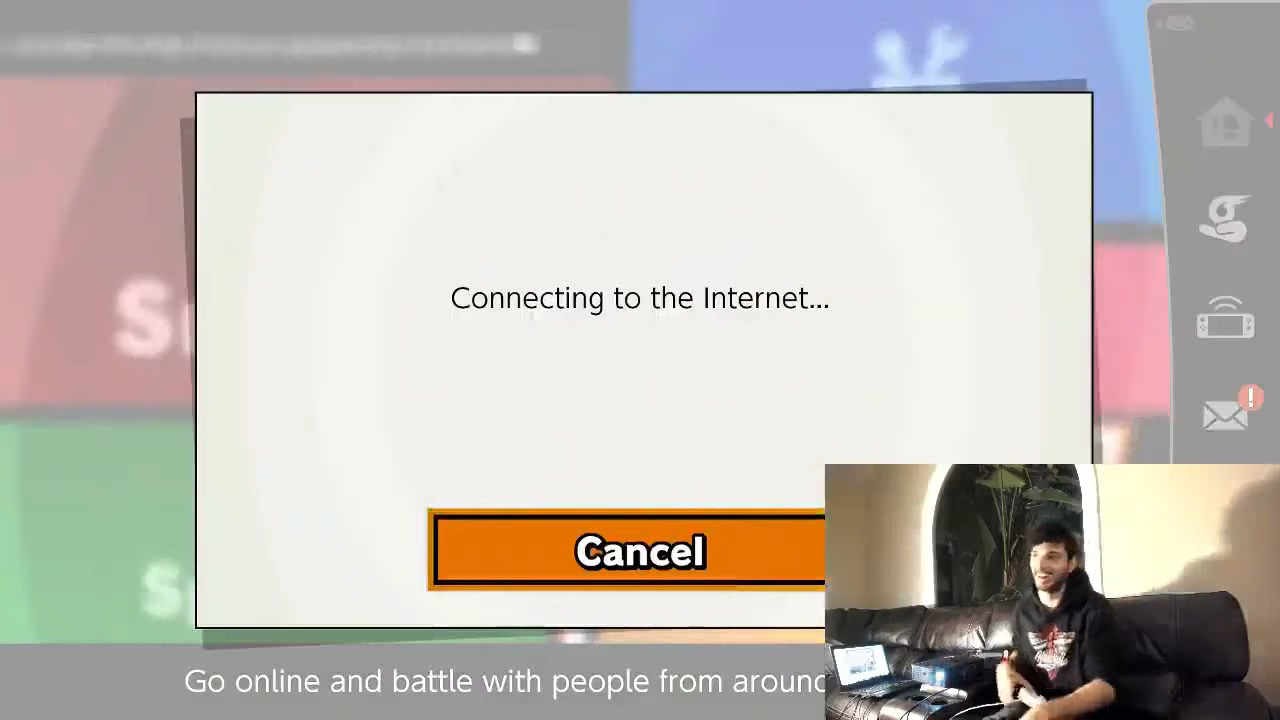 Connecting to the Internet...
Cancel
Go online and battle with people from around